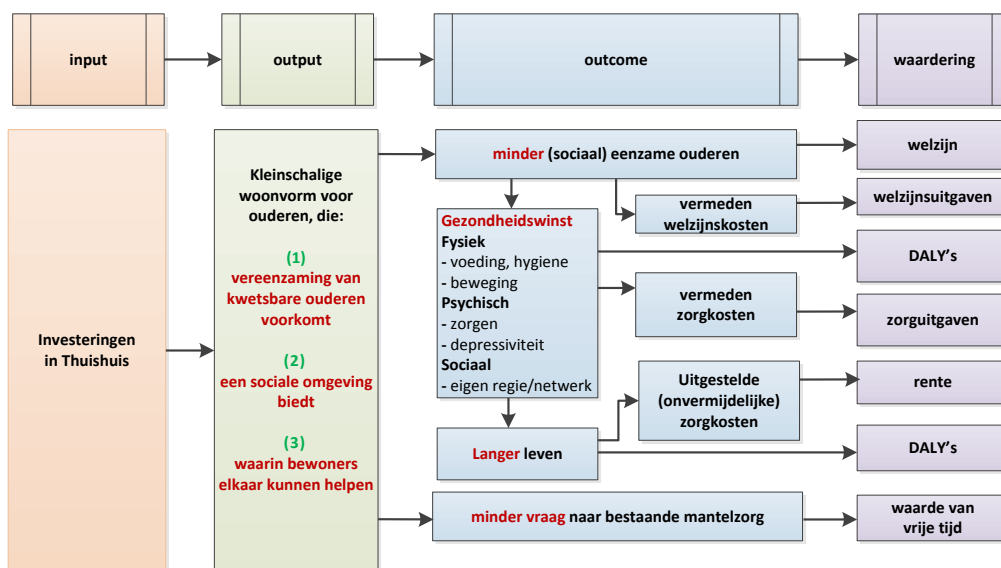 input
output
outcome
waardering
Investeringen
in Thuishuis
Kleinschalige
woonvorm voor
ouderen, die:
(1)
vereenzaming van
kwetsbare ouderen
voorkomt
(2)
een sociale omgeving
biedt
(3)
waarin bewoners
elkaar kunnen helpen
minder (sociaal) eenzame ouderen
Gezondheidswinst
Fysiek
- voeding, hygiene
- beweging
Psychisch
- zorgen
- depressiviteit
Sociaal
- eigen regie/netwerk
Langer leven
minder vraag naar bestaande mantelzorg
vermeden
welzijnskosten
vermeden
zorgkosten
Uitgestelde
(onvermijdelijke)
zorgkosten
welzijn
welzijnsuitgaven
DALY's
zorguitgaven
rente
DALY's
waarde van
vrije tijd